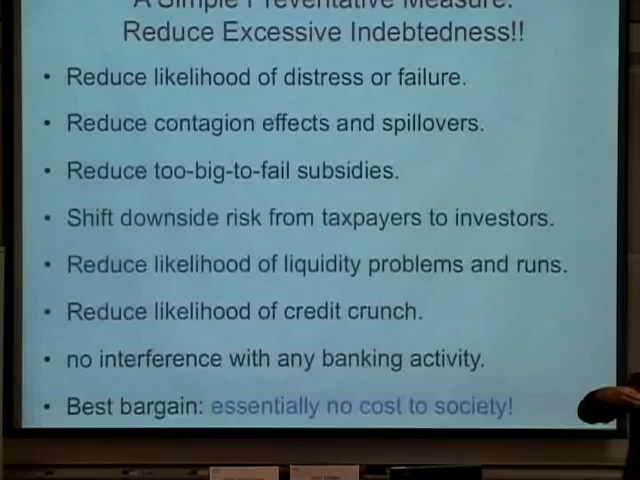 A Simple Preventative Measure:
Reduce Excessive Indebtedness!!
• Reduce likelihood of distress or failure.
• Reduce contagion effects and spillovers.
• Reduce too-big-to-fail subsidies.
• Shift downside risk from taxpayers to investors.
• Reduce likelihood of liquidity problems and runs.
• Reduce likelihood of credit crunch.
• no interference with any banking activity.
• Best bargain: essentially no cost to society!